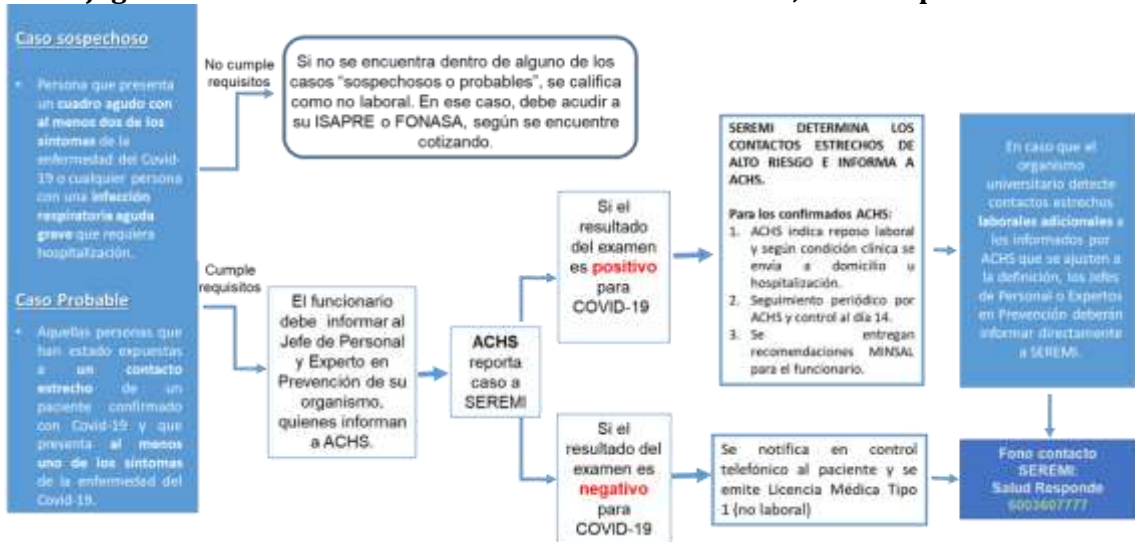 Caso sospechoso
• Persona que presenta
un cuadro agudo con
al menos dos de los
síntomas de la
enfermedad del Covid-
19 o cualquier persona
con una infección
respiratoria aguda
grave que requiera
hospitalización.
Caso Probable
• Aquellas personas que
han estado expuestas
a un contacto
estrecho de un
paciente confirmado
con Covid-19 y que
presenta al menos
uno de los síntomas
de la enfermedad del
Covid-19.
No cumple
requisitos
Si no se encuentra dentro de alguno de los
casos “sospechosos o probables”, se califica
como no laboral. En ese caso, debe acudir a
su ISAPRE o FONASA, según se encuentre
cotizando.
Cumple
requisitos
El funcionario
debe informar al
Jefe de Personal
y Experto en
Prevención de su
organismo,
quienes informan
a ACHS.
ACHS
reporta
caso a
SEREMI
Si el
resultado
del examen
es positivo
para
COVID-19
SEREMI DETERMINA LOS
CONTACTOS ESTRECHOS DE
ALTO RIESGO E INFORMA A
ACHS.
Para los confirmados ACHS:
1. ACHS indica reposo laboral
y según condición clínica se
envía a domicilio u
hospitalización.
2. Seguimiento periódico por
ACHS y control al día 14.
3. Se entregan
recomendaciones MINSAL
para el funcionario.
En caso que el
organismo
universitario detecte
contactos estrechos
laborales adicionales a
los informados por
ACHS que se ajusten a
la definición, los Jefes
de Personal o Expertos
en Prevención deberán
informar directamente
a SEREMI.
Si el
resultado del
examen es
negativo
para
COVID-19
Se notifica en control
telefónico al paciente y se
emite Licencia Médica Tipo
1 (no laboral)
Fono contacto
SEREMI:
Salud Responde
6003607777